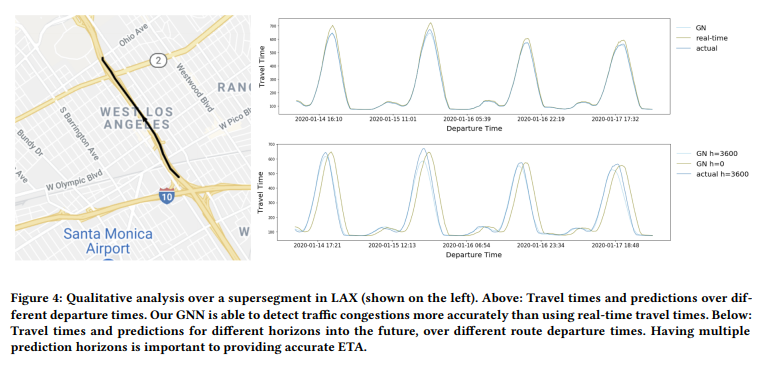 Ohio Ave
2
Westwood Blvd
RANC
WEST LOS
ANGELES
W Pico Bl
S Barrington Ave
Bundy Dr
Ave
W Olympic Blvd
10
Santa Monica
Airport
W
Travel Time
700
600
500
400
300
200
100
2020-01-14 16:10
2020-01-15 11:01
2020-01-16 05:39
2020-01-16 22:19
2020-01-17 17:32
Departure Time
GN
real-time
actual
Travel Time
700
600
500
400
300
200
100
2020-01-14 17:21
2020-01-15 12:13
2020-01-16 06:54
2020-01-16 23:34
2020-01-17 18:48
Departure Time
GN h=3600
GN h=0
actual h=3600
Figure 4: Qualitative analysis over a supersegment in LAX (shown on the left). Above: Travel times and predictions over dif-
ferent departure times. Our GNN is able to detect traffic congestions more accurately than using real-time travel times. Below:
Travel times and predictions for different horizons into the future, over different route departure times. Having multiple
prediction horizons is important to providing accurate ETA.